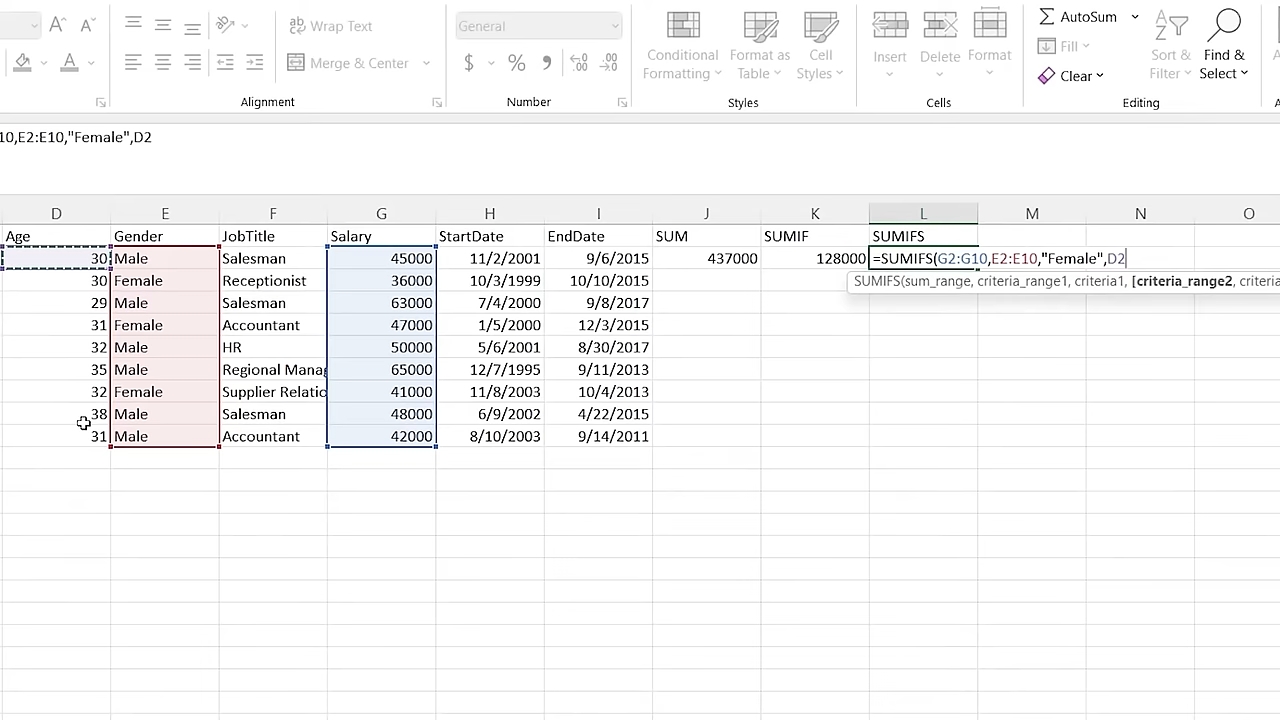 General
ab Wrap Text
Merge & Center
$ % 9
Conditional Formatting
Format as Table
Cell Styles
Insert
Delete
Format
AutoSum
Fill
Clear
Sort & Filter
Find & Select
Alignment
Number
Styles
Cells
Editing
10,E2:E10,"Female",D2
D E F G H I J K L M N O
Age Gender JobTitle Salary StartDate EndDate SUM SUMIF SUMIFS
30 Male Salesman 45000 11/2/2001 9/6/2015 437000 128000 =SUMIFS(G2:G10,E2:E10,"Female",D2
30 Female Receptionist 36000 10/3/1999 10/10/2015 SUMIFS(sum_range, criteria_range1, criteria1, [criteria_range2, criteria
29 Male Salesman 63000 7/4/2000 9/8/2017
31 Female Accountant 47000 1/5/2000 12/3/2015
32 Male HR 50000 5/6/2001 8/30/2017
35 Male Regional Manag 65000 12/7/1995 9/11/2013
32 Female Supplier Relatio 41000 11/8/2003 10/4/2013
38 Male Salesman 48000 6/9/2002 4/22/2015
31 Male Accountant 42000 8/10/2003 9/14/2011